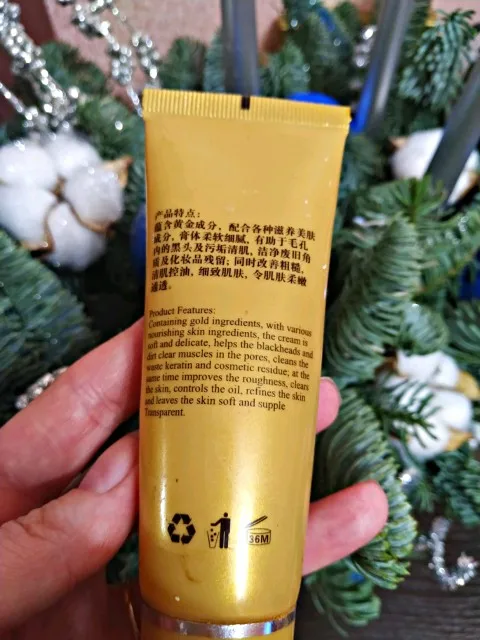 产品特点:
蕴含黄金成分,配合各种滋养美肤
成分,膏体柔软细腻,有助于毛孔
内的黑头及污垢清肌,洁净废旧角
质及化妆品残留;同时改善粗糙,
清肌控油,细致肌肤,令肌肤柔嫩
通透。
Product Features:
Containing gold ingredients, with various
nourishing skin ingredients, the cream is
soft and delicate, helps the blackheads and
dirt clear muscles in the pores, cleans the
waste keratin and cosmetic residue; at the
same time improves the roughness, clears
the skin, controls the oil, refines the skin
and leaves the skin soft and supple
Transparent.
36M